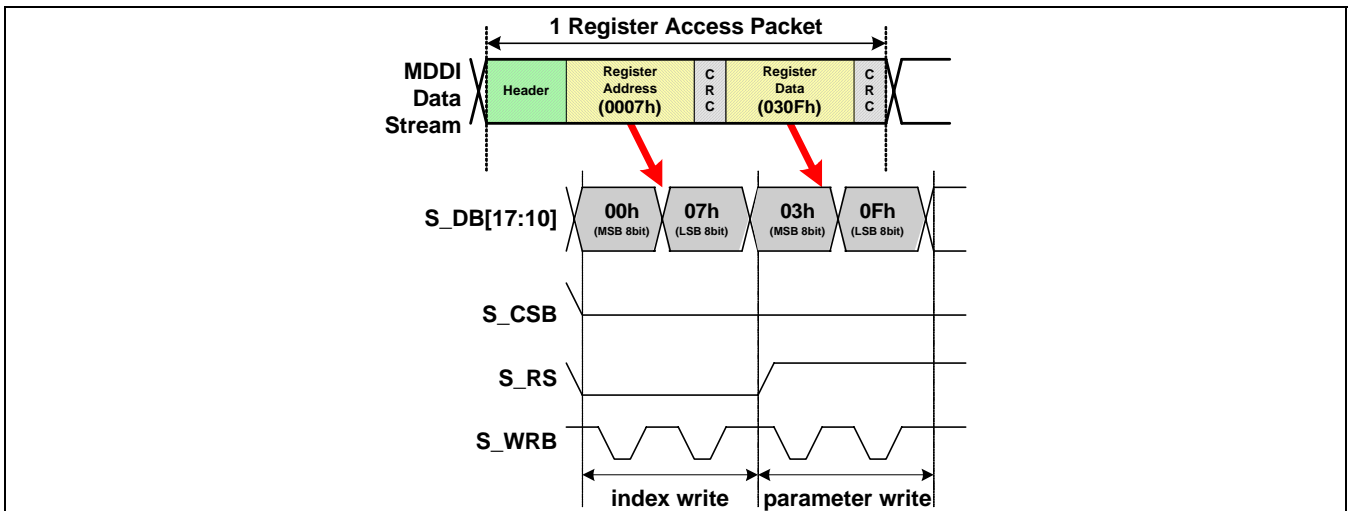 1 Register Access Packet
MDDI
Data
Stream
Header
Register
Address
(0007h)
C
R
C
Register
Data
(030Fh)
C
R
C
S_DB[17:10]
00h
(MSB 8bit)
07h
(LSB 8bit)
03h
(MSB 8bit)
0Fh
(LSB 8bit)
S_CSB
S_RS
S_WRB
index write
parameter write